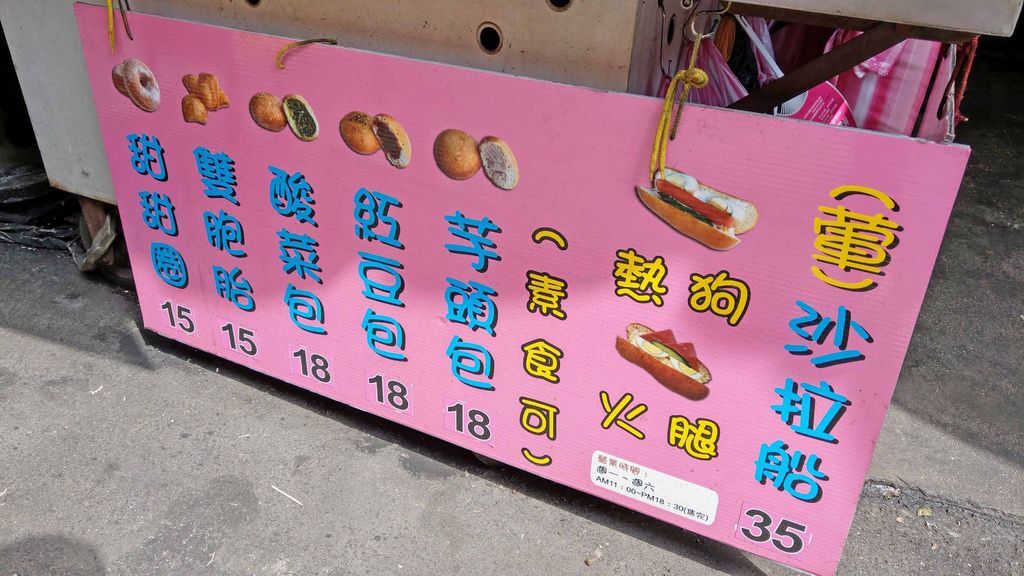 (葷)沙拉船
35
熱狗
火腿
(素食可)
芋頭包
18
紅豆包
18
酸菜包
18
雙胞胎
15
甜甜圈
15
營業時間：
週一～週六
AM11：00~PM18：30(售完)